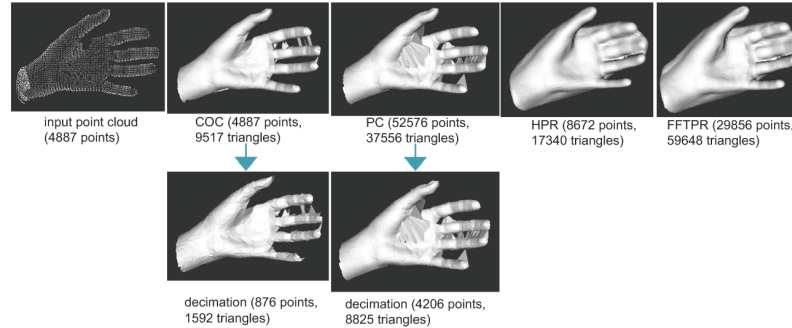 input point cloud
(4887 points)
COC (4887 points,
9517 triangles)
PC (52576 points,
37556 triangles)
HPR (8672 points,
17340 triangles)
FFTPR (29856 points,
59648 triangles)
decimation (876 points,
1592 triangles)
decimation (4206 points,
8825 triangles)